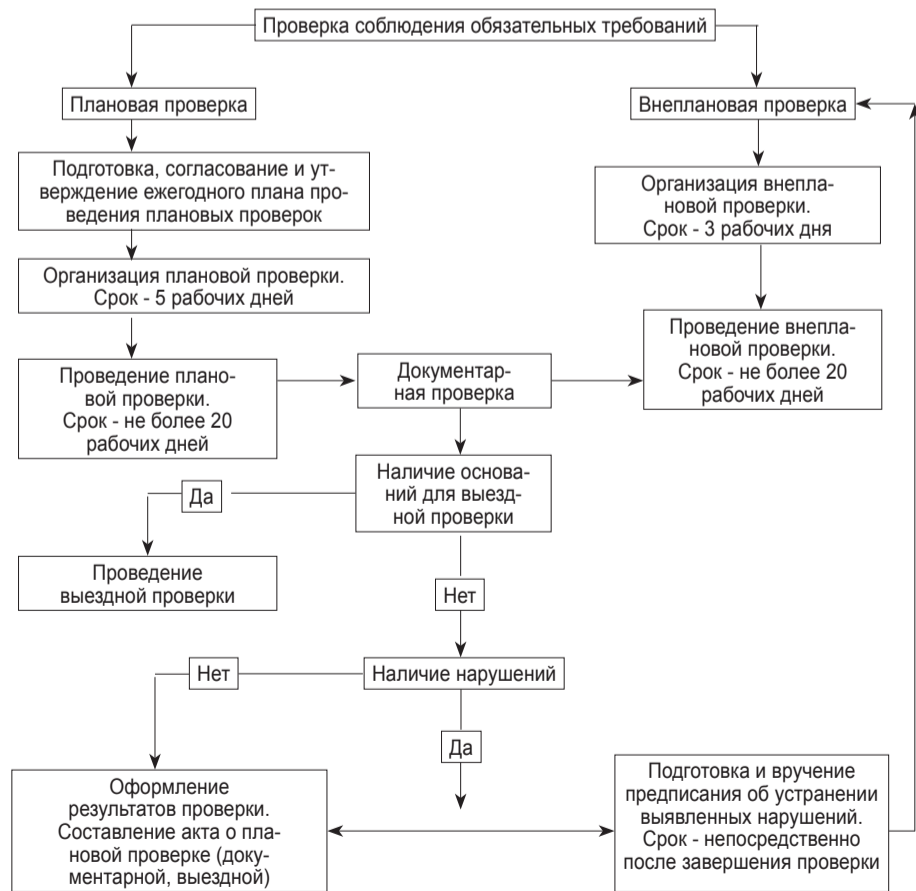 Проверка соблюдения обязательных требований
Плановая проверка
Внеплановая проверка
Подготовка, согласование и ут-
верждение ежегодного плана про-
ведения плановых проверок
Организация внепла-
новой проверки.
Срок - 3 рабочих дня
Организация плановой проверки.
Срок - 5 рабочих дней
Проведение плано-
вой проверки.
Срок - не более 20
рабочих дней
Документар-
ная проверка
Проведение внепла-
новой проверки.
Срок - не более 20
рабочих дней
Наличие основа-
ний для выезд-
ной проверки
Да
Проведение
выездной проверки
Нет
Наличие нарушений
Нет
Да
Оформление
результатов проверки.
Составление акта о пла-
новой проверке (доку-
ментарной, выездной)
Подготовка и вручение
предписания об устранении
выявленных нарушений.
Срок - непосредственно
после завершения проверки